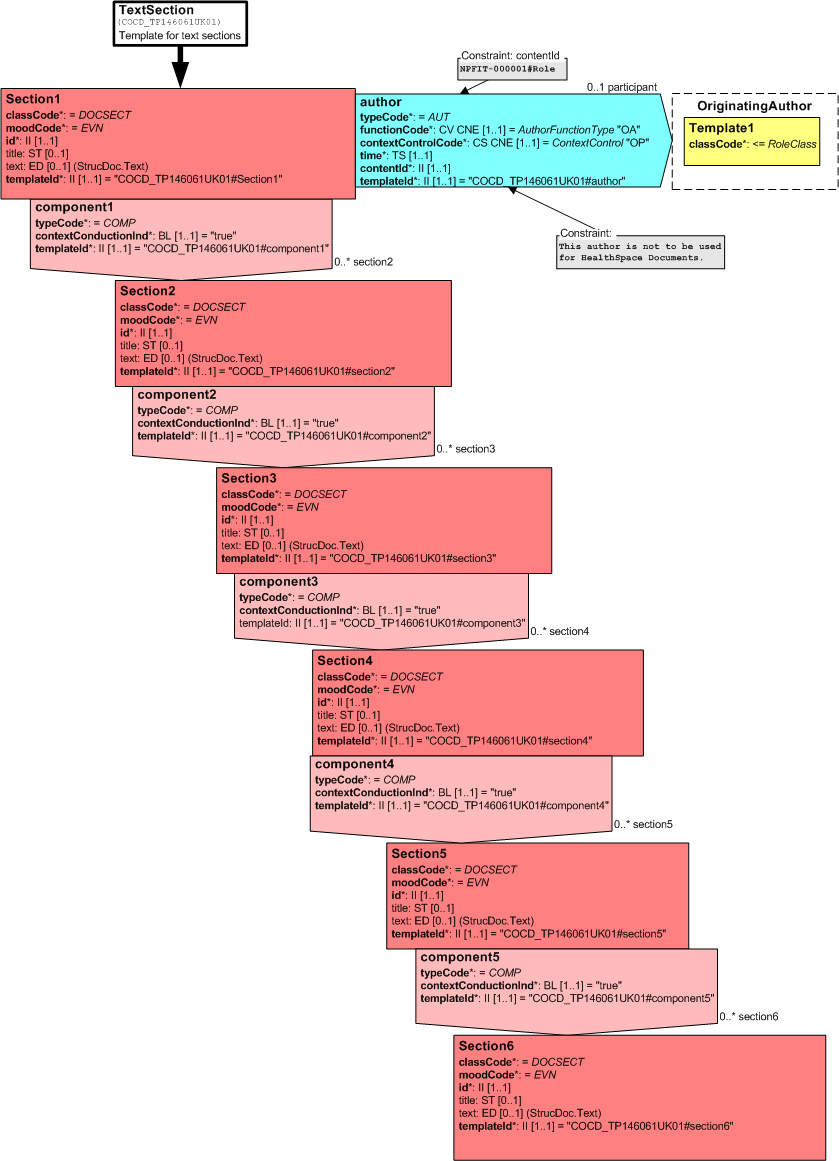 TextSection
(COCD_TP146061UK01)
Template for text sections
Constraint: contentId
NPFIT-000001#Role
0..1 participant
Section1
classCode*: = DOCSECT
moodCode*: = EVN
id*: II [1..1]
title: ST [0..1]
text: ED [0..1] (StrucDoc.Text)
templateId*: II [1..1] = "COCD_TP146061UK01#Section1"
author
typeCode*: = AUT
functionCode*: CV CNE [1..1] = AuthorFunctionType "OA"
contextControlCode*: CS CNE [1..1] = ContextControl "OP"
time*: TS [1..1]
contentId*: II [1..1]
templateId*: II [1..1] = "COCD_TP146061UK01#author"
OriginatingAuthor
Template1
classCode*: <= RoleClass
Constraint:
This author is not to be used
for HealthSpace Documents.
component1
typeCode*: = COMP
contextConductionInd*: BL [1..1] = "true"
templateId*: II [1..1] = "COCD_TP146061UK01#component1"
0..* section2
Section2
classCode*: = DOCSECT
moodCode*: = EVN
id*: II [1..1]
title: ST [0..1]
text: ED [0..1] (StrucDoc.Text)
templateId*: II [1..1] = "COCD_TP146061UK01#section2"
component2
typeCode*: = COMP
contextConductionInd*: BL [1..1] = "true"
templateId*: II [1..1] = "COCD_TP146061UK01#component2"
0..* section3
Section3
classCode*: = DOCSECT
moodCode*: = EVN
id*: II [1..1]
title: ST [0..1]
text: ED [0..1] (StrucDoc.Text)
templateId*: II [1..1] = "COCD_TP146061UK01#section3"
component3
typeCode*: = COMP
contextConductionInd*: BL [1..1] = "true"
templateId: II [1..1] = "COCD_TP146061UK01#component3"
0..* section4
Section4
classCode*: = DOCSECT
moodCode*: = EVN
id*: II [1..1]
title: ST [0..1]
text: ED [0..1] (StrucDoc.Text)
templateId*: II [1..1] = "COCD_TP146061UK01#section4"
component4
typeCode*: = COMP
contextConductionInd*: BL [1..1] = "true"
templateId*: II [1..1] = "COCD_TP146061UK01#component4"
0..* section5
Section5
classCode*: = DOCSECT
moodCode*: = EVN
id*: II [1..1]
title: ST [0..1]
text: ED [0..1] (StrucDoc.Text)
templateId*: II [1..1] = "COCD_TP146061UK01#section5"
component5
typeCode*: = COMP
contextConductionInd*: BL [1..1] = "true"
templateId*: II [1..1] = "COCD_TP146061UK01#component5"
0..* section6
Section6
classCode*: = DOCSECT
moodCode*: = EVN
id*: II [1..1]
title: ST [0..1]
text: ED [0..1] (StrucDoc.Text)
templateId*: II [1..1] = "COCD_TP146061UK01#section6"